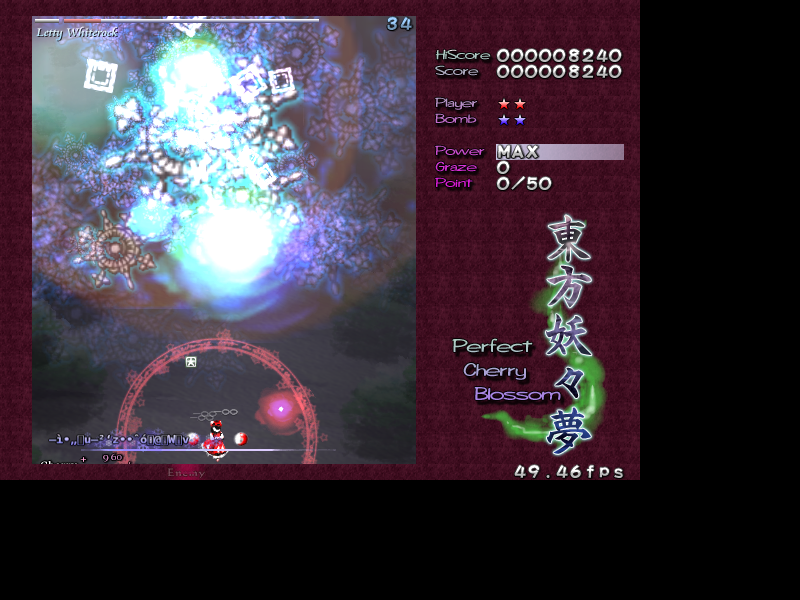 Letty Whiterock
34
HiScore 000008240
Score 000008240
Player
Bomb
Power MAX
Graze 0
Point 0/50
東方妖々夢
Perfect
Cherry
Blossom
960
Enemy
49.46fps